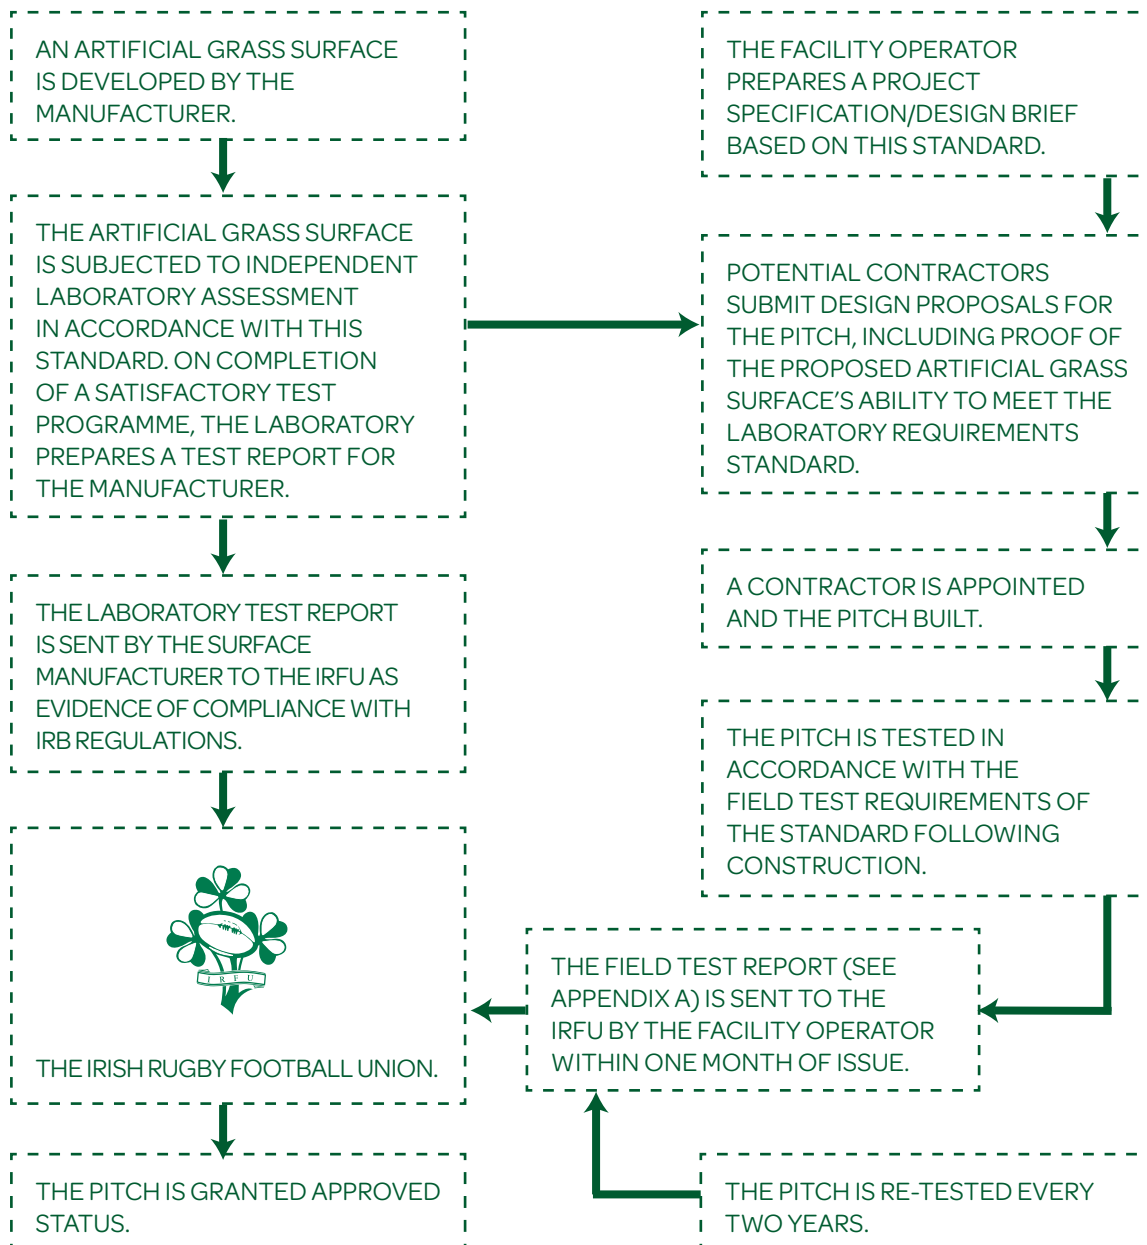 AN ARTIFICIAL GRASS SURFACE
IS DEVELOPED BY THE
MANUFACTURER.
THE ARTIFICIAL GRASS SURFACE
IS SUBJECTED TO INDEPENDENT
LABORATORY ASSESSMENT
IN ACCORDANCE WITH THIS
STANDARD. ON COMPLETION
OF A SATISFACTORY TEST
PROGRAMME, THE LABORATORY
PREPARES A TEST REPORT FOR
THE MANUFACTURER.
THE LABORATORY TEST REPORT
IS SENT BY THE SURFACE
MANUFACTURER TO THE IRFU AS
EVIDENCE OF COMPLIANCE WITH
IRB REGULATIONS.
IRFU
THE IRISH RUGBY FOOTBALL UNION.
THE PITCH IS GRANTED APPROVED
STATUS.
THE FACILITY OPERATOR
PREPARES A PROJECT
SPECIFICATION/DESIGN BRIEF
BASED ON THIS STANDARD.
POTENTIAL CONTRACTORS
SUBMIT DESIGN PROPOSALS FOR
THE PITCH, INCLUDING PROOF OF
THE PROPOSED ARTIFICIAL GRASS
SURFACE'S ABILITY TO MEET THE
LABORATORY REQUIREMENTS
STANDARD.
A CONTRACTOR IS APPOINTED
AND THE PITCH BUILT.
THE PITCH IS TESTED IN
ACCORDANCE WITH THE
FIELD TEST REQUIREMENTS OF
THE STANDARD FOLLOWING
CONSTRUCTION.
THE FIELD TEST REPORT (SEE
APPENDIX A) IS SENT TO THE
IRFU BY THE FACILITY OPERATOR
WITHIN ONE MONTH OF ISSUE.
THE PITCH IS RE-TESTED EVERY
TWO YEARS.